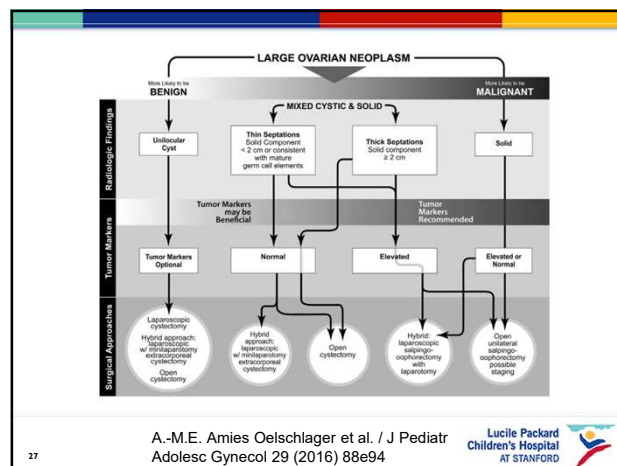 LARGE OVARIAN NEOPLASM
More Likely to be
BENIGN
More Likely to be
MALIGNANT
Radiologic Findings
MIXED CYSTIC & SOLID
Unilocular
Cyst
Thin Septations
Solid Component
< 2 cm or consistent
with mature
germ cell elements
Thick Septations
Solid component
≥ 2 cm
Solid
Tumor Markers
Tumor Markers
may be
Beneficial
Tumor
Markers
Recommended
Tumor Markers
Optional
Normal
Elevated
Elevated or
Normal
Surgical Approaches
Laparoscopic
cystectomy
Hybrid approach:
laparoscopic
w/ minilaparotomy
extracorporeal
cystectomy
Open
cystectomy
Hybrid
approach:
laparoscopic
w/ minilaparotomy
extracorporeal
cystectomy
Open
cystectomy
Hybrid:
laparoscopic
salpingo-
oophorectomy
with
laparotomy
Open
unilateral
salpingo-
oophorectomy
possible
staging
27
A.-M.E. Amies Oelschlager et al. / J Pediatr
Adolesc Gynecol 29 (2016) 88e94
Lucile Packard
Children's Hospital
AT STANFORD